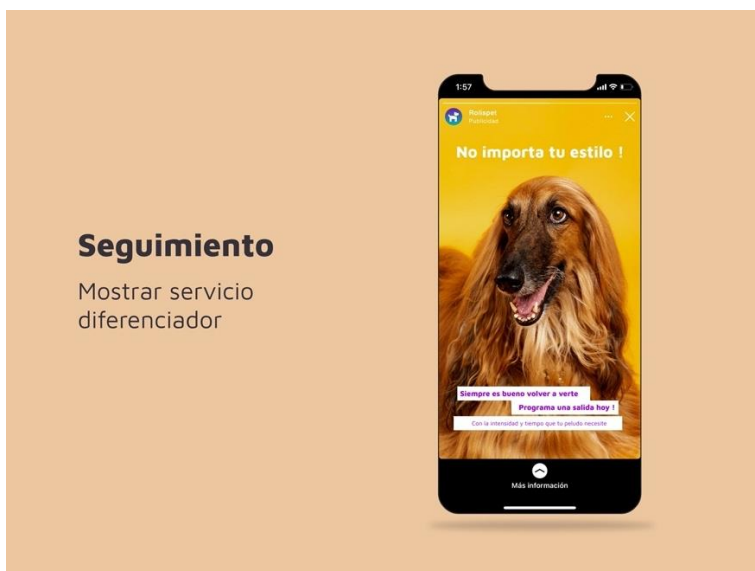 Seguimiento
Mostrar servicio
diferenciador
1:57
Rolispet
Publicidad
No importa tu estilo !
Siempre es bueno volver a verte
Programa una salida hoy !
Con la intensidad y tiempo que tu peludo necesite
Más información